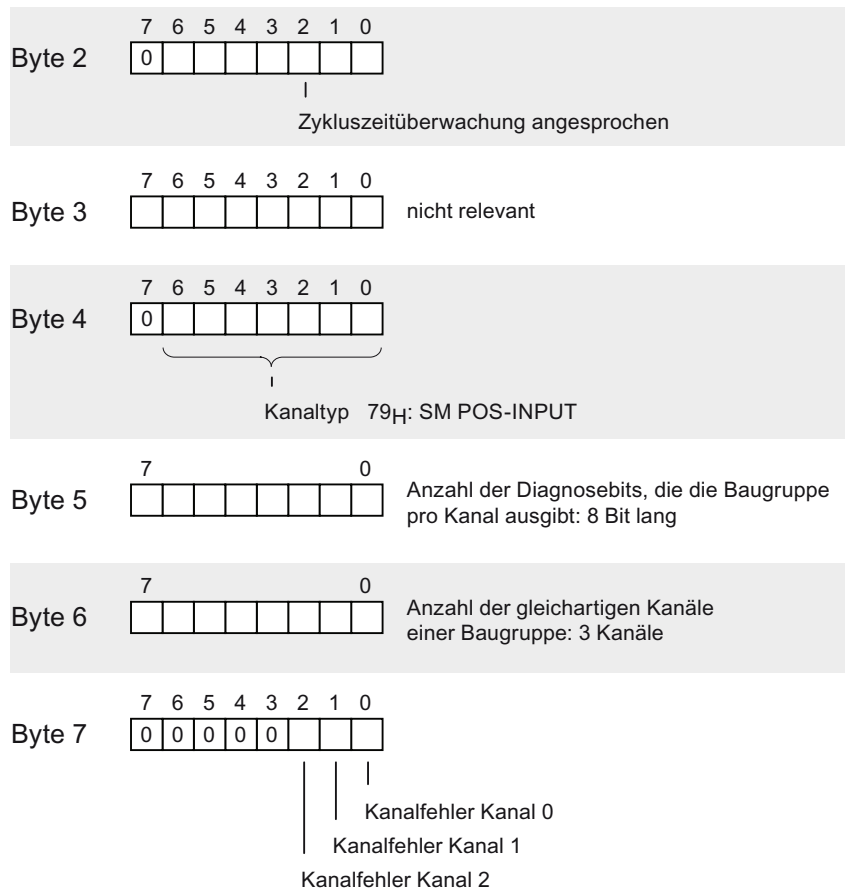 7 6 5 4 3 2 1 0
Byte 2 0
Zykluszeitüberwachung angesprochen
7 6 5 4 3 2 1 0
Byte 3 nicht relevant
7 6 5 4 3 2 1 0
Byte 4 0
Kanaltyp 79H: SM POS-INPUT
7 0
Byte 5 Anzahl der Diagnosebits, die die Baugruppe
pro Kanal ausgibt: 8 Bit lang
7 0
Byte 6 Anzahl der gleichartigen Kanäle
einer Baugruppe: 3 Kanäle
7 6 5 4 3 2 1 0
Byte 7 0 0 0 0 0
Kanalfehler Kanal 0
Kanalfehler Kanal 1
Kanalfehler Kanal 2